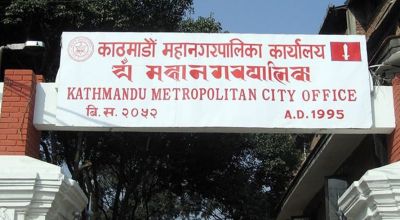 काठमाडौं महानगरपालिका कार्यालय
KATHMANDU METROPOLITAN CITY OFFICE
बि.स. २०५२ A.D. 1995